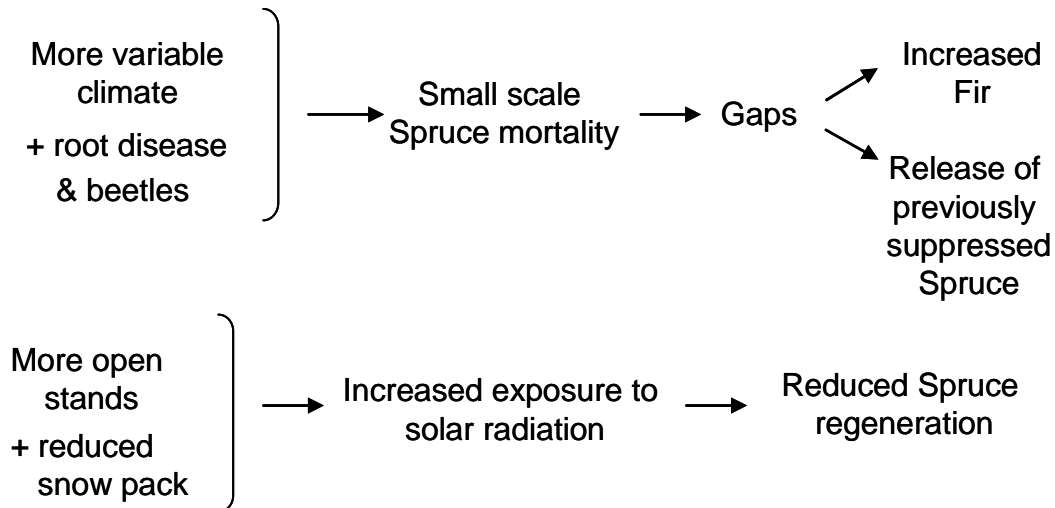 More variable
climate
+ root disease
& beetles
Small scale
Spruce mortality
Gaps
Increased
Fir
Release of
previously
suppressed
Spruce
More open
stands
+ reduced
snow pack
Increased exposure to
solar radiation
Reduced Spruce
regeneration